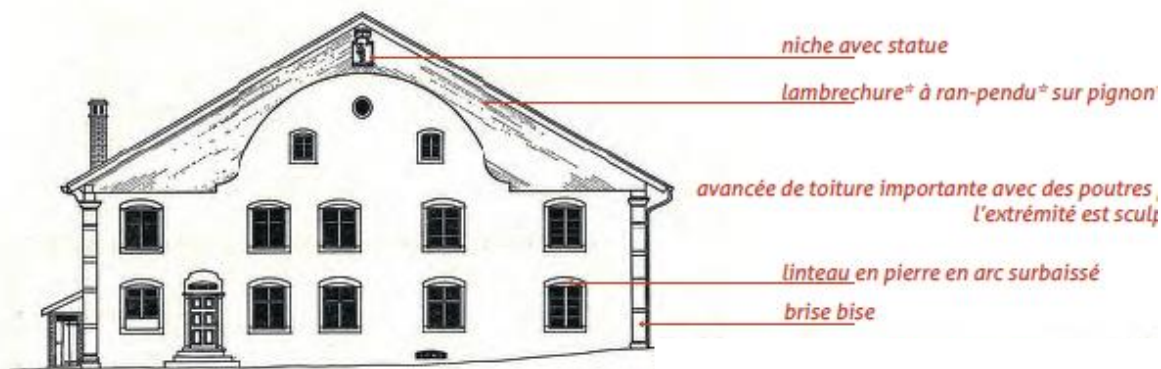 niche avec statue
lambrechure* à ran-pendu* sur pignon
avancée de toiture importante avec des poutres
l'extrémité est
linteau en pierre en arc surbaissé
brise bise